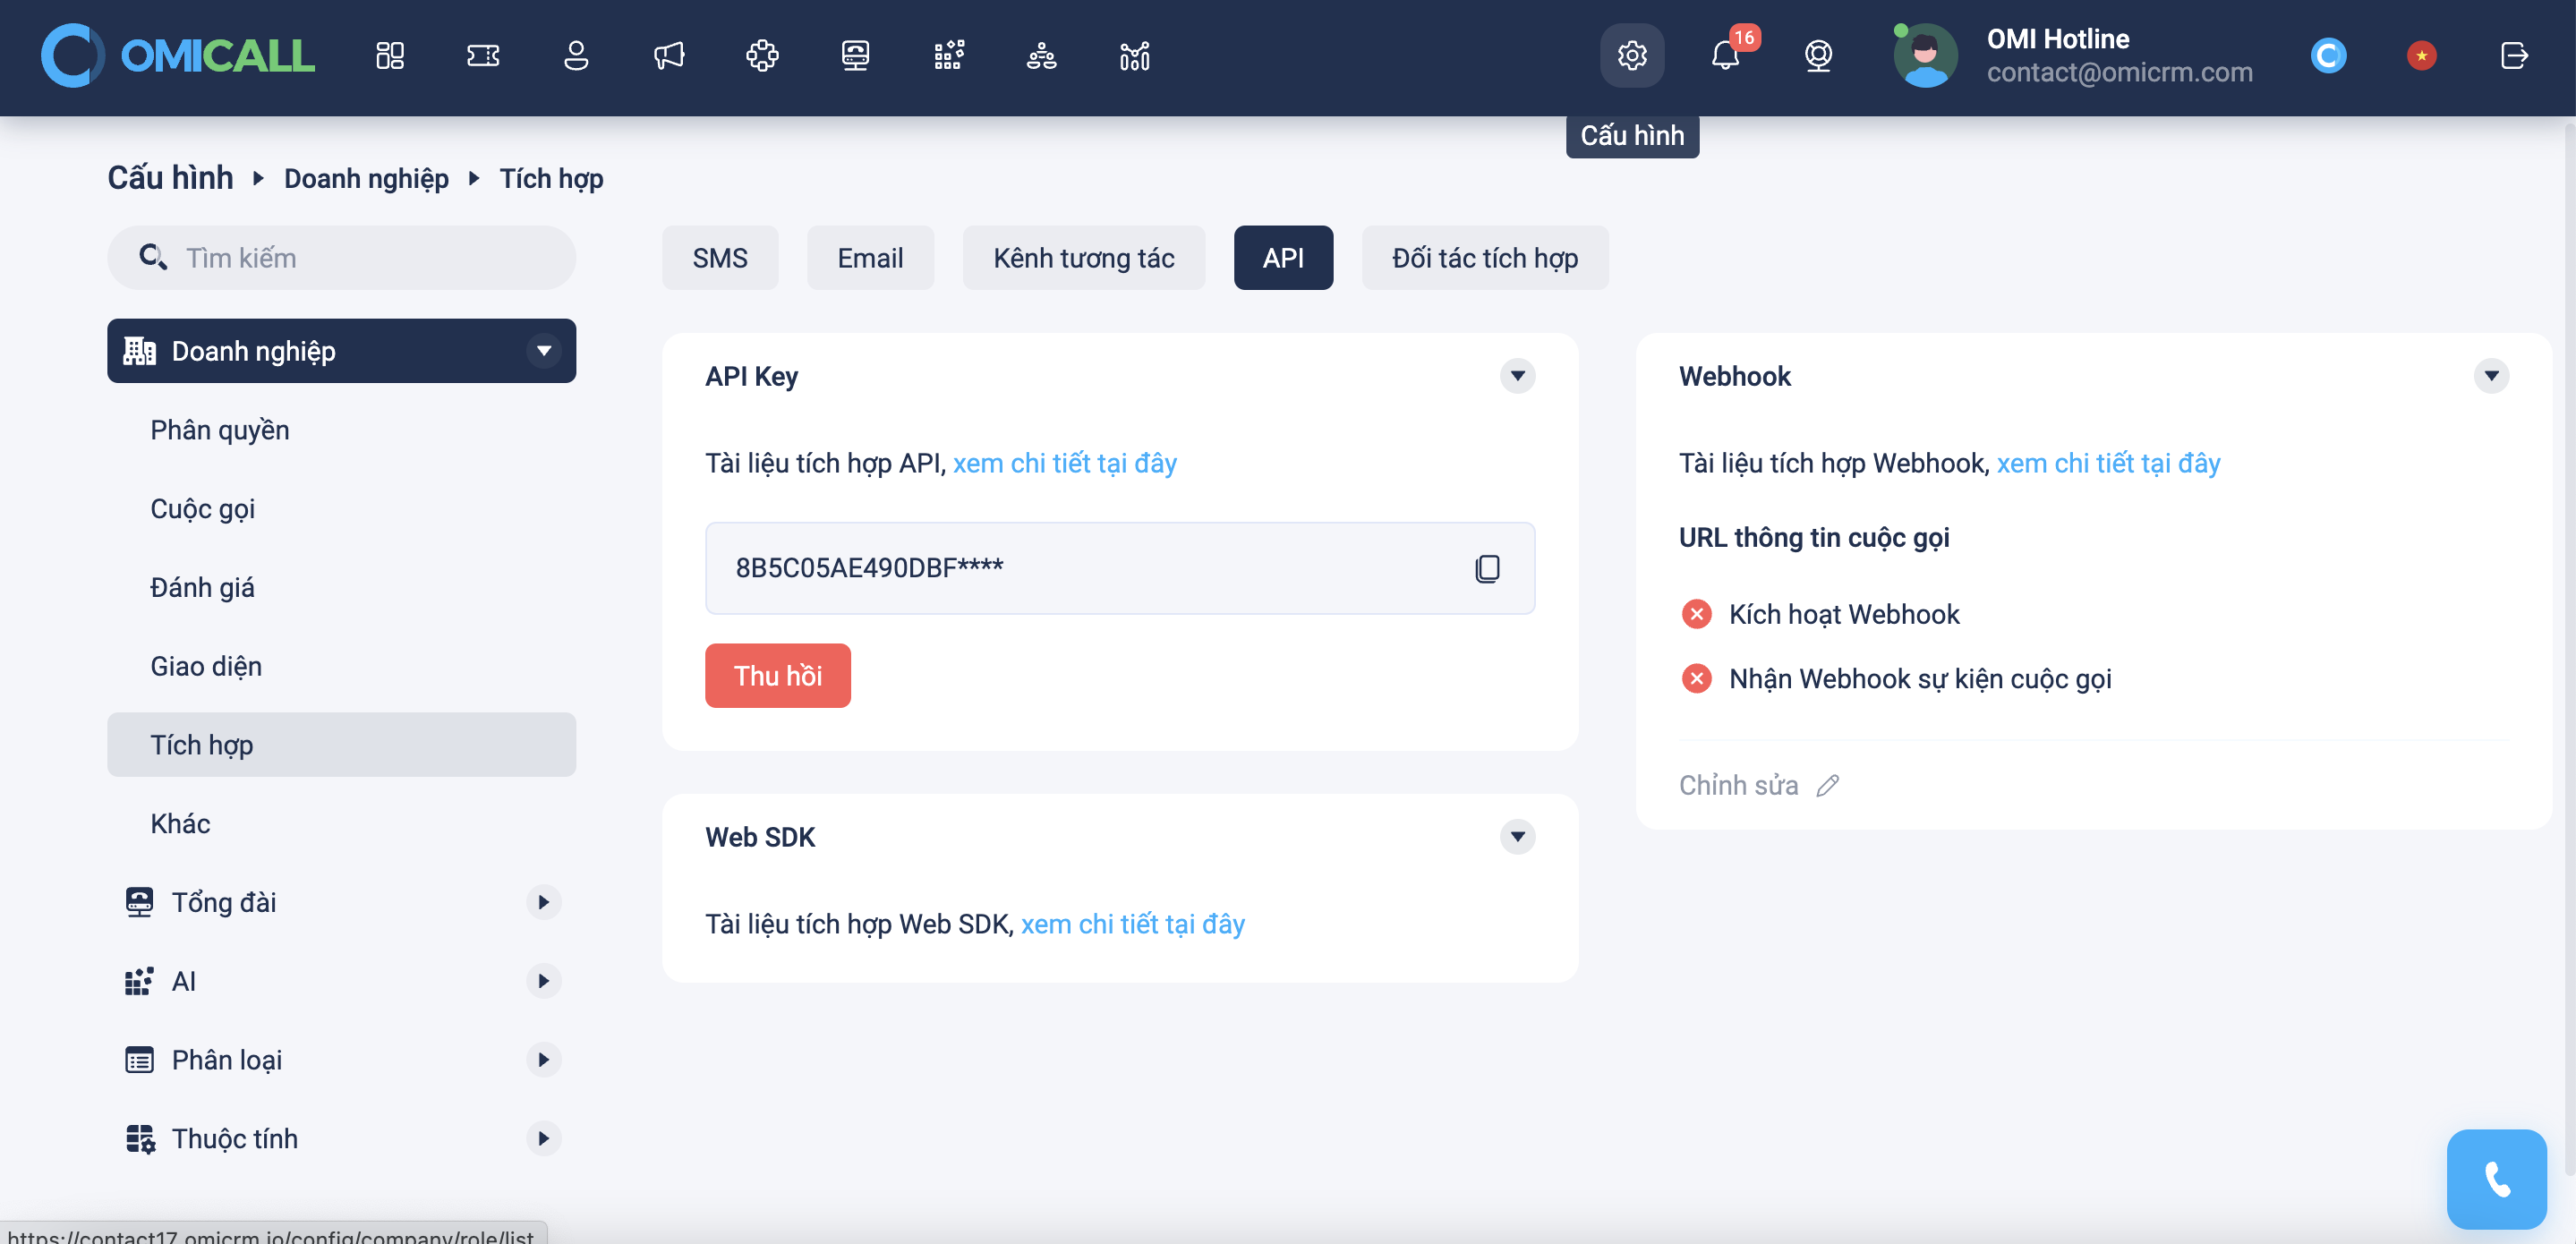 OMICALL
16
OMI Hotline
contact@omicrm.com
Cấu hình
Cấu hình Doanh nghiệp Tích hợp
Tìm kiếm
SMS Email Kênh tương tác API Đối tác tích hợp
Doanh nghiệp
Phân quyền
Cuộc gọi
Đánh giá
Giao diện
Tích hợp
Khác
Tổng đài
AI
Phân loại
Thuộc tính
API Key
Tài liệu tích hợp API, xem chi tiết tại đây
8B5C05AE490DBF****
Thu hồi
Web SDK
Tài liệu tích hợp Web SDK, xem chi tiết tại đây
Webhook
Tài liệu tích hợp Webhook, xem chi tiết tại đây
URL thông tin cuộc gọi
Kích hoạt Webhook
Nhận Webhook sự kiện cuộc gọi
Chỉnh sửa
https://contact17.omicrm.io/config/company/role/list